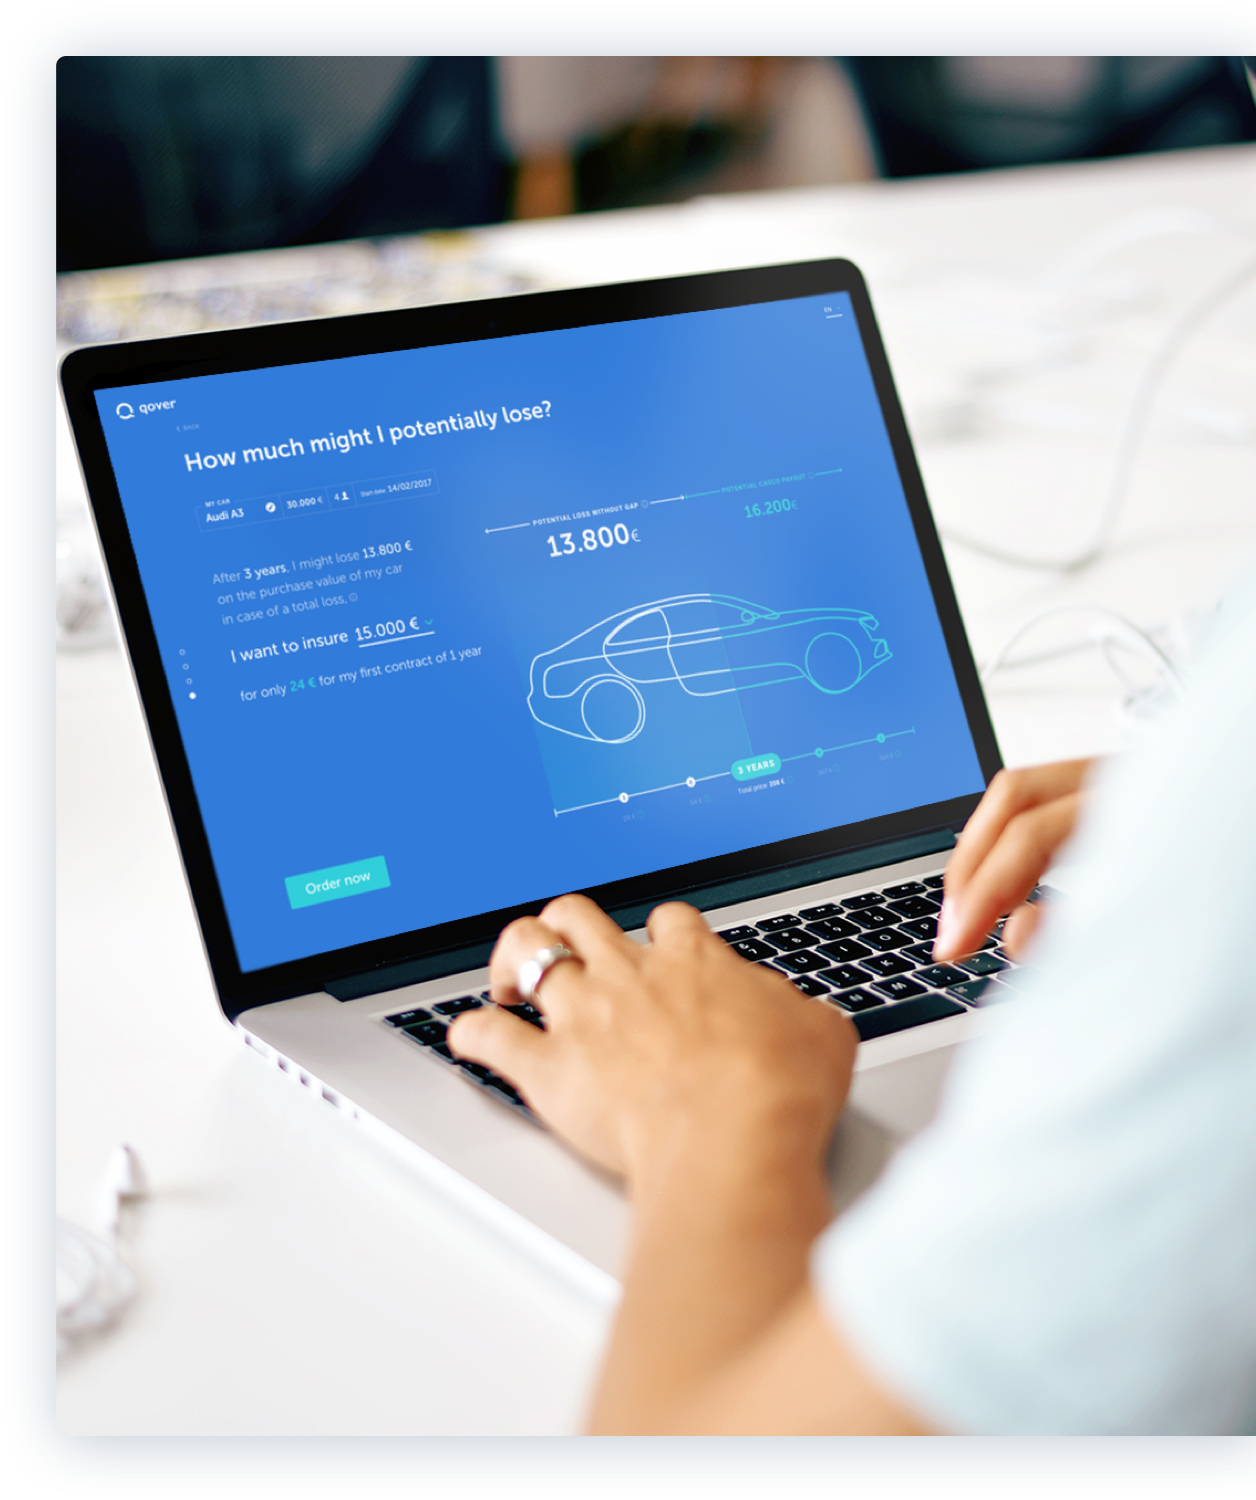 qover
EN
< BACK
How much might I potentially lose?
MY CAR
Audi A3
30.000 €
4
Start date: 14/02/2017
After 3 years, I might lose 13.800 €
on the purchase value of my car
in case of a total loss.
I want to insure 15.000 €
for only 24 € for my first contract of 1 year
POTENTIAL LOSS WITHOUT GAP
13.800€
POTENTIAL CASCO PAYOUT
16.200€
3 YEARS
Total price: 208 €
Order now